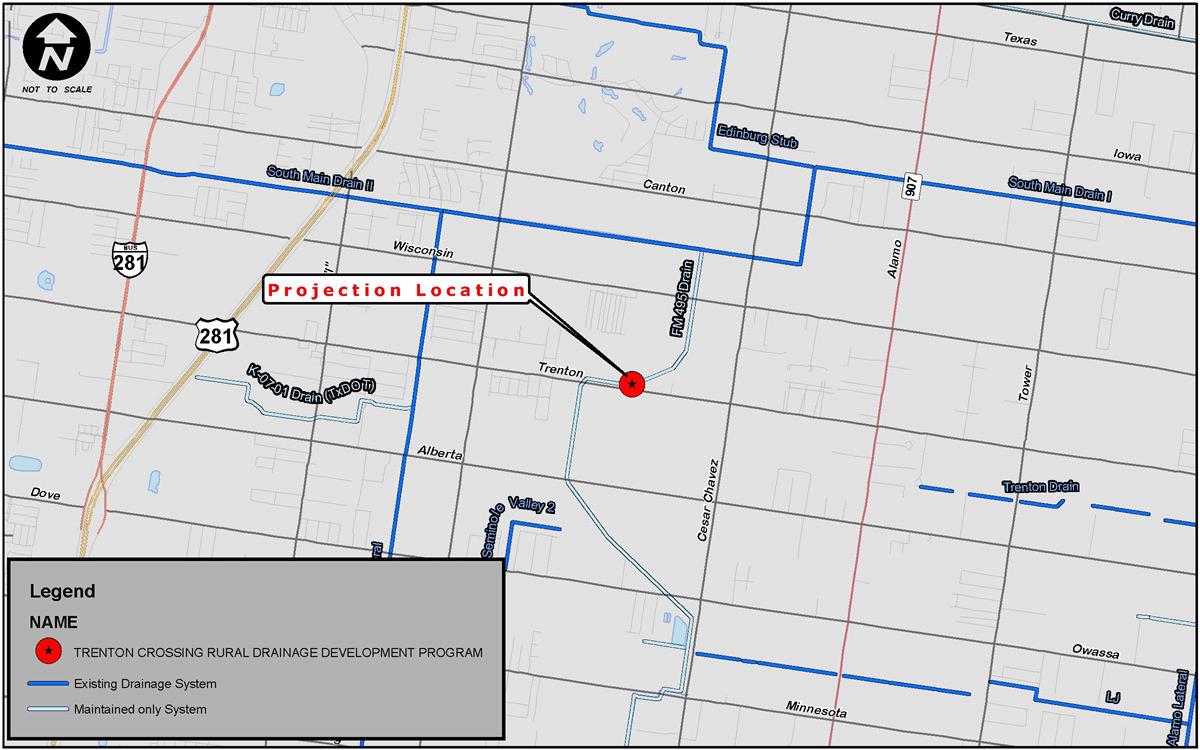 Curry Drain
Texas
N
NOT TO SCALE
Edinburg Stub
Iowa
South Main Drain II
Canton
South Main Drain I
907
Wisconsin
Alamo
BUS
281
"I"
FM 495 Drain
Projection Location
281
Trenton
K-07-01 Drain (TxDOT)
Tower
Alberta
Cesar Chavez
Trenton Drain
Dove
Seminole
Valley 2
ral
Legend
NAME
TRENTON CROSSING RURAL DRAINAGE DEVELOPMENT PROGRAM
Existing Drainage System
Maintained only System
Owassa
Minnesota
Alamo Lateral